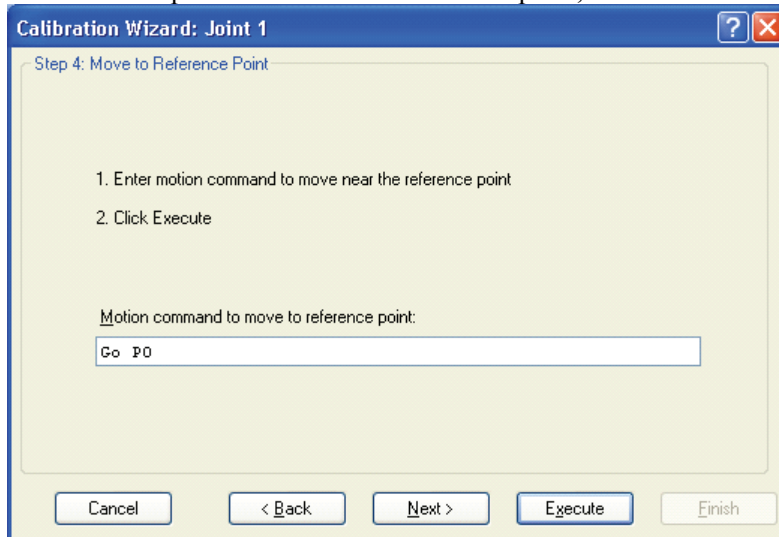 Calibration Wizard: Joint 1
Step 4: Move to Reference Point
1. Enter motion command to move near the reference point
2. Click Execute
Motion command to move to reference point:
Go P0
Cancel
< Back
Next >
Execute
Finish